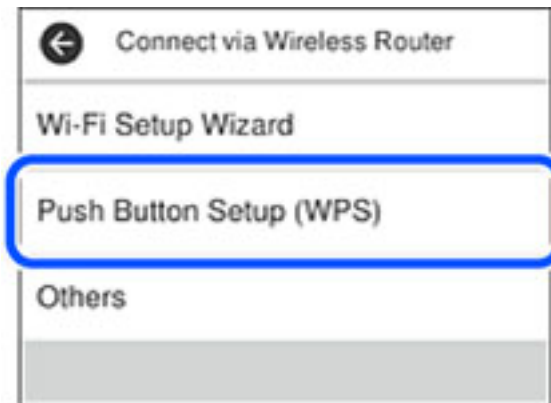 Connect via Wireless Router
Wi-Fi Setup Wizard
Push Button Setup (WPS)
Others